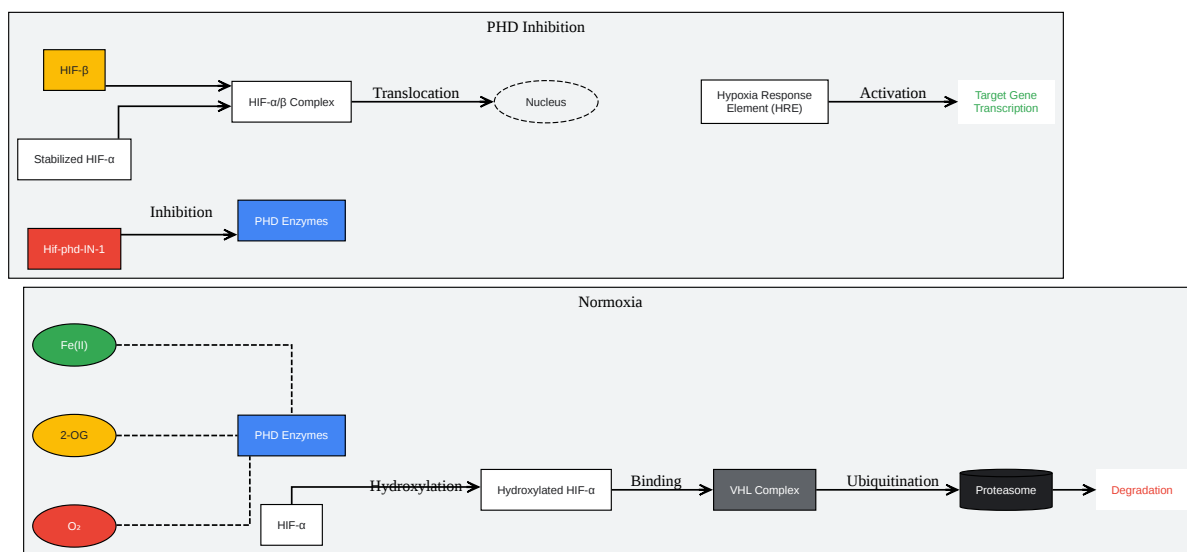 PHD Inhibition
HIF-β
HIF-α/β Complex
Translocation
Nucleus
Hypoxia Response
Element (HRE)
Activation
Target Gene
Transcription
Stabilized HIF-α
Inhibition
PHD Enzymes
Hif-phd-IN-1
Normoxia
Fe(II)
2-OG
PHD Enzymes
O₂
HIF-α
Hydroxylation
Hydroxylated HIF-α
Binding
VHL Complex
Ubiquitination
Proteasome
Degradation